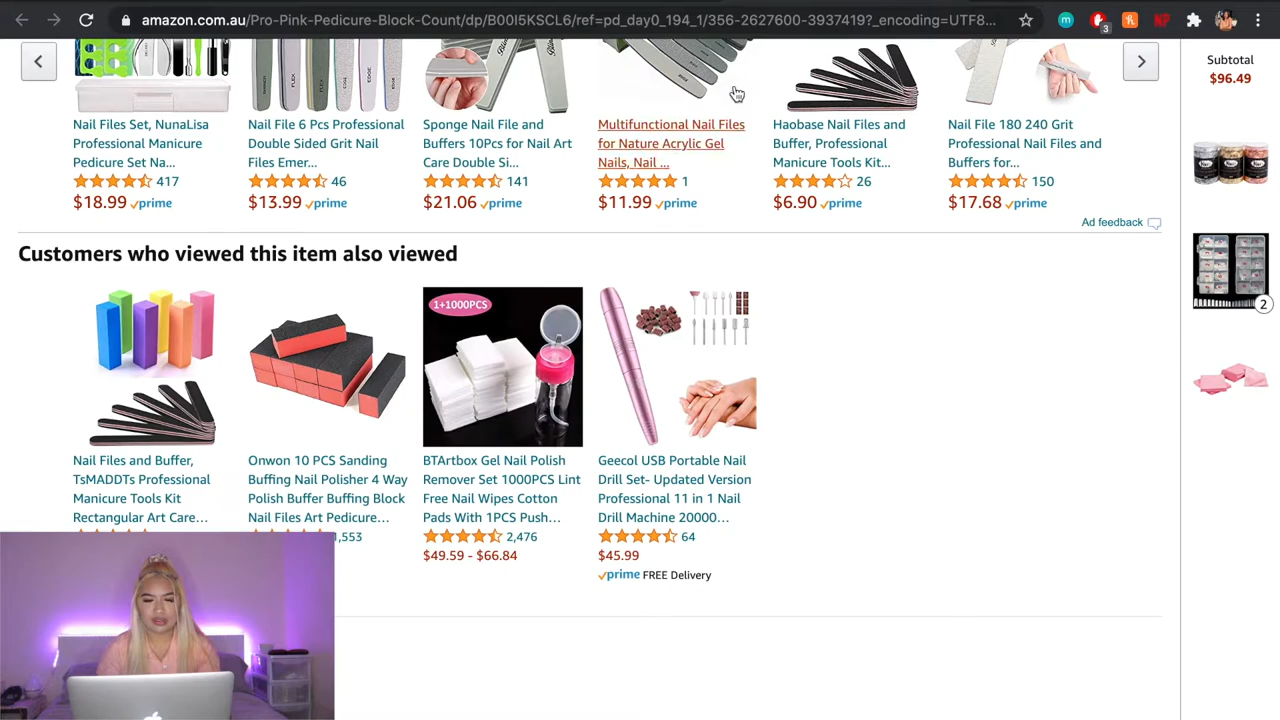 amazon.com.au/Pro-Pink-Pedicure-Block-Count/dp/B00I5KSCL6/ref=pd_day0_194_1/356-2627600-3937419?_encoding=UTF8...
m
3
NP
Subtotal
$96.49
2
Nail Files Set, NunaLisa
Professional Manicure
Pedicure Set Na...
417
$18.99 prime
Nail File 6 Pcs Professional
Double Sided Grit Nail
Files Emer...
46
$13.99 prime
Sponge Nail File and
Buffers 10Pcs for Nail Art
Care Double Si...
141
$21.06 prime
Multifunctional Nail Files
for Nature Acrylic Gel
Nails, Nail ...
1
$11.99 prime
Haobase Nail Files and
Buffer, Professional
Manicure Tools Kit...
26
$6.90 prime
Nail File 180 240 Grit
Professional Nail Files and
Buffers for...
150
$17.68 prime
Ad feedback
Customers who viewed this item also viewed
1+1000PCS
Nail Files and Buffer,
TsMADDTs Professional
Manicure Tools Kit
Rectangular Art Care...
Onwon 10 PCS Sanding
Buffing Nail Polisher 4 Way
Polish Buffer Buffing Block
Nail Files Art Pedicure...
1,553
BTArtbox Gel Nail Polish
Remover Set 1000PCS Lint
Free Nail Wipes Cotton
Pads With 1PCS Push...
2,476
$49.59 - $66.84
Geecol USB Portable Nail
Drill Set- Updated Version
Professional 11 in 1 Nail
Drill Machine 20000...
64
$45.99
prime FREE Delivery